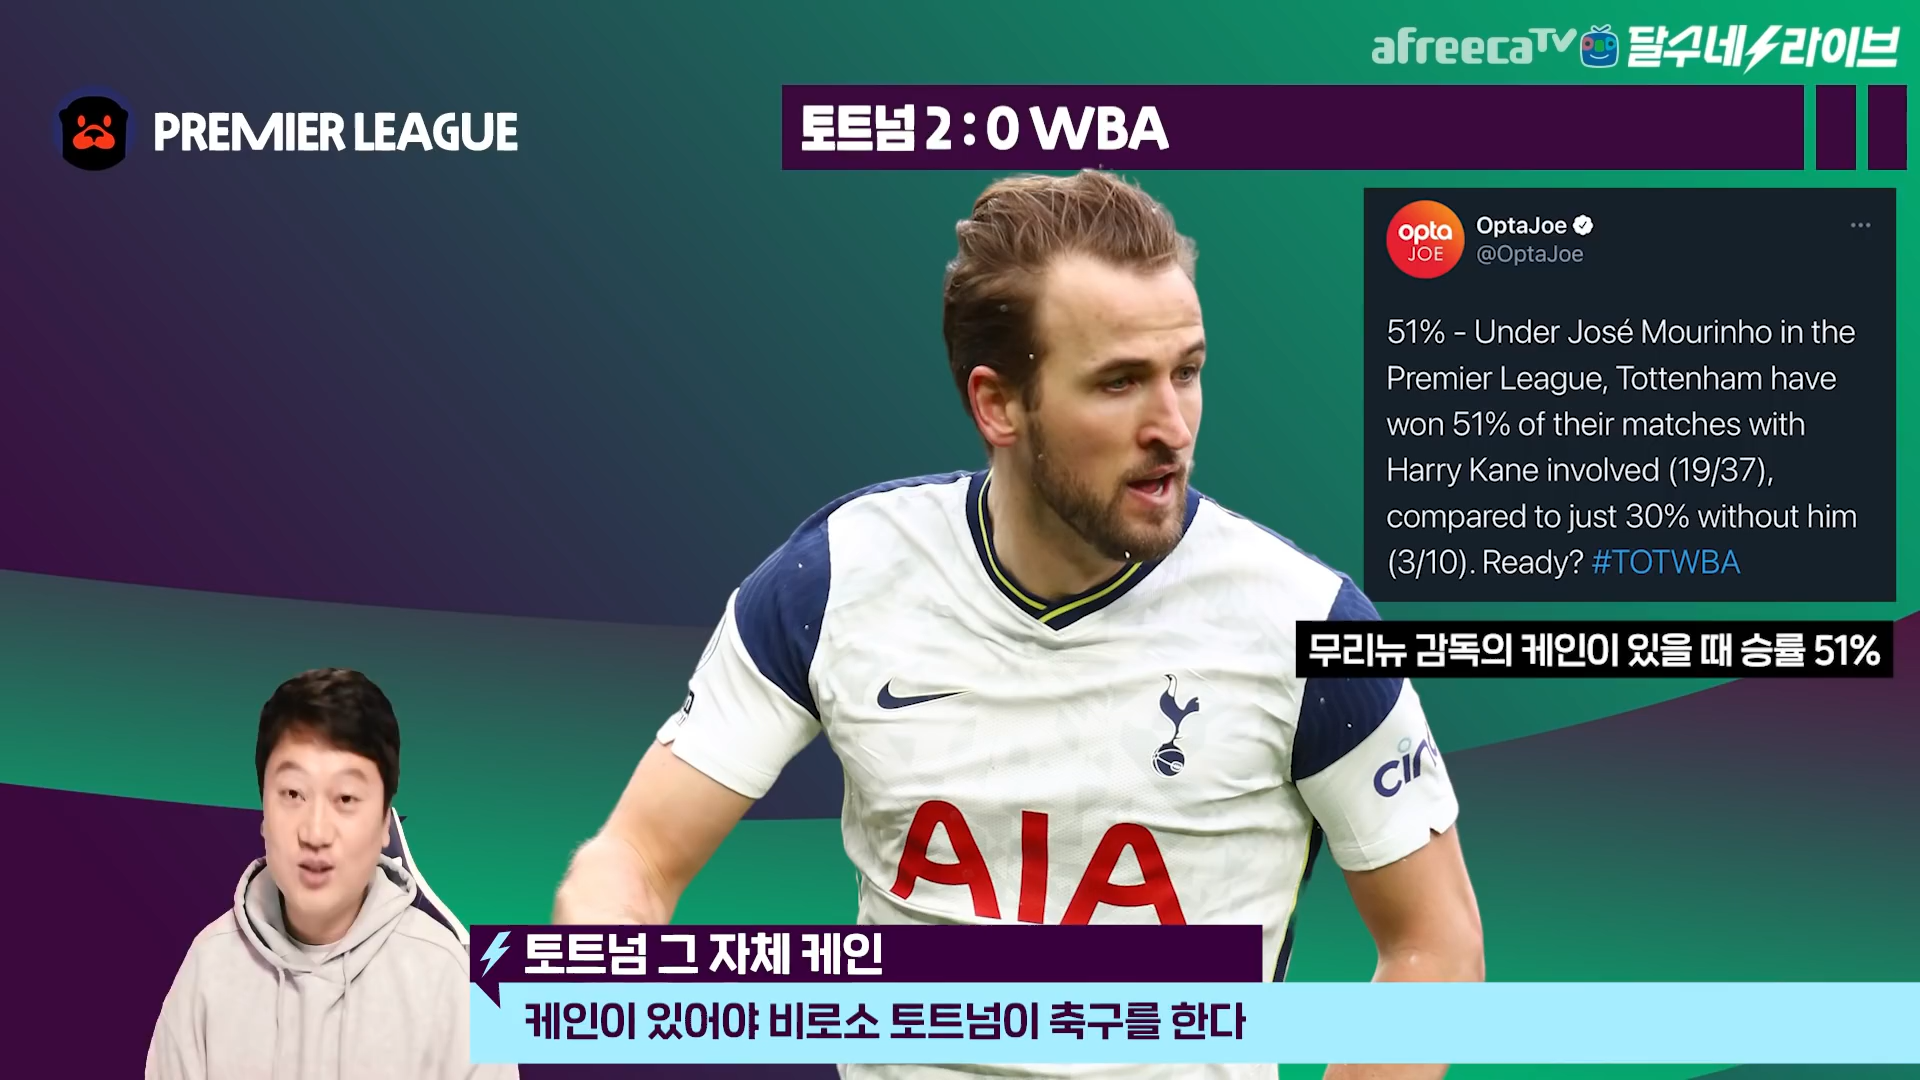 afreecaTV 달수네라이브
PREMIER LEAGUE
토트넘 2 : 0 WBA
opta
JOE
OptaJoe
@OptaJoe
51% - Under José Mourinho in the
Premier League, Tottenham have
won 51% of their matches with
Harry Kane involved (19/37),
compared to just 30% without him
(3/10). Ready? #TOTWBA
무리뉴 감독의 케인이 있을 때 승률 51%
cin
AIA
토트넘 그 자체 케인
케인이 있어야 비로소 토트넘이 축구를 한다